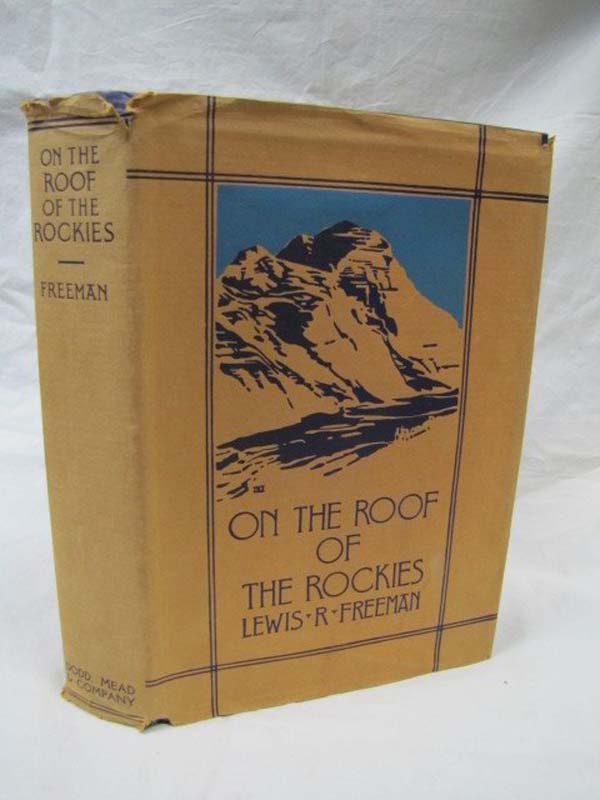 ON THE
ROOF
OF THE
ROCKIES
FREEMAN
DODD, MEAD
& COMPANY
ON THE ROOF
OF
THE ROCKIES
LEWIS · R · FREEMAN